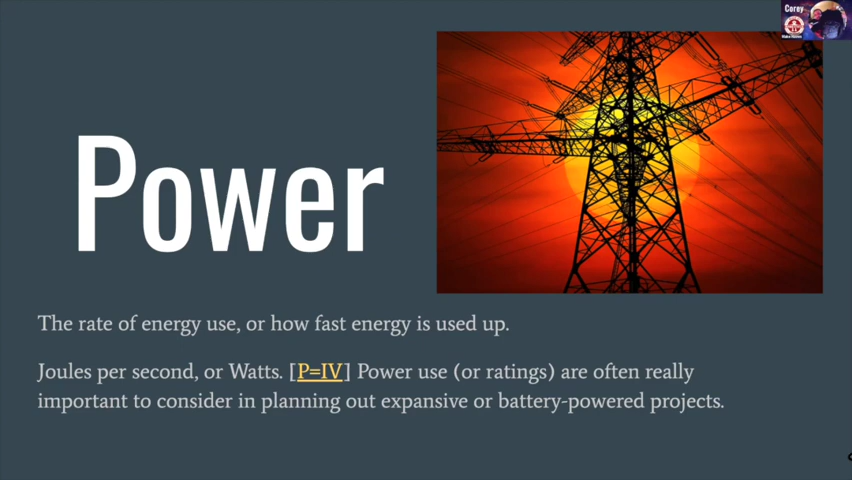 Corey
Power
The rate of energy use, or how fast energy is used up.
Joules per second, or Watts. [P=IV] Power use (or ratings) are often really
important to consider in planning out expansive or battery-powered projects.